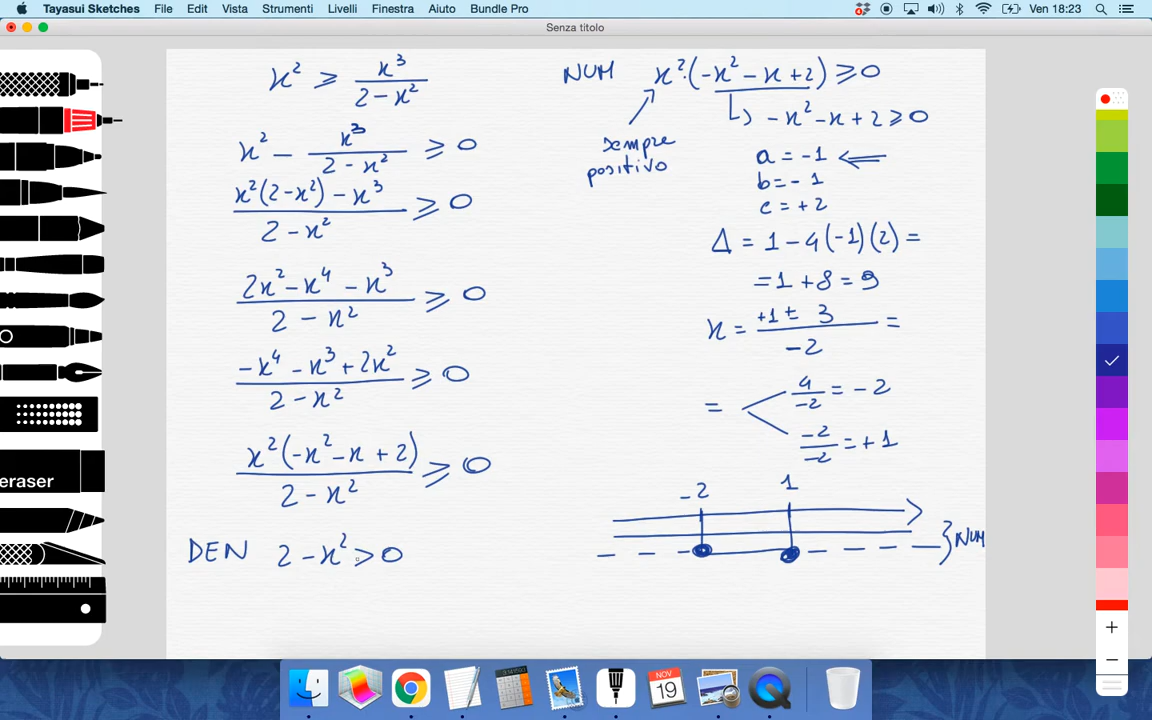 Tayasui Sketches File Edit Vista Strumenti Livelli Finestra Aiuto Bundle Pro Ven 18:23
Senza titolo
x² ⩾ x³/(2-x²)
x² - x³/(2-x²) ⩾ 0
(x²(2-x²) - x³)/(2-x²) ⩾ 0
(2x² - x⁴ - x³)/(2-x²) ⩾ 0
(-x⁴ - x³ + 2x²)/(2-x²) ⩾ 0
x²(-x² - x + 2)/(2-x²) ⩾ 0
DEN 2-x² > 0
NUM x²·(-x² - x + 2) ⩾ 0
↳ -x² - x + 2 ⩾ 0
sempre
positivo
a = -1 ⟸
b = -1
c = +2
Δ = 1 - 4(-1)(2) =
= 1 + 8 = 9
x = (+1 ± 3)/-2 =
= 4/-2 = -2
-2/-2 = +1
-2 1
} NUM
eraser
NOV
19